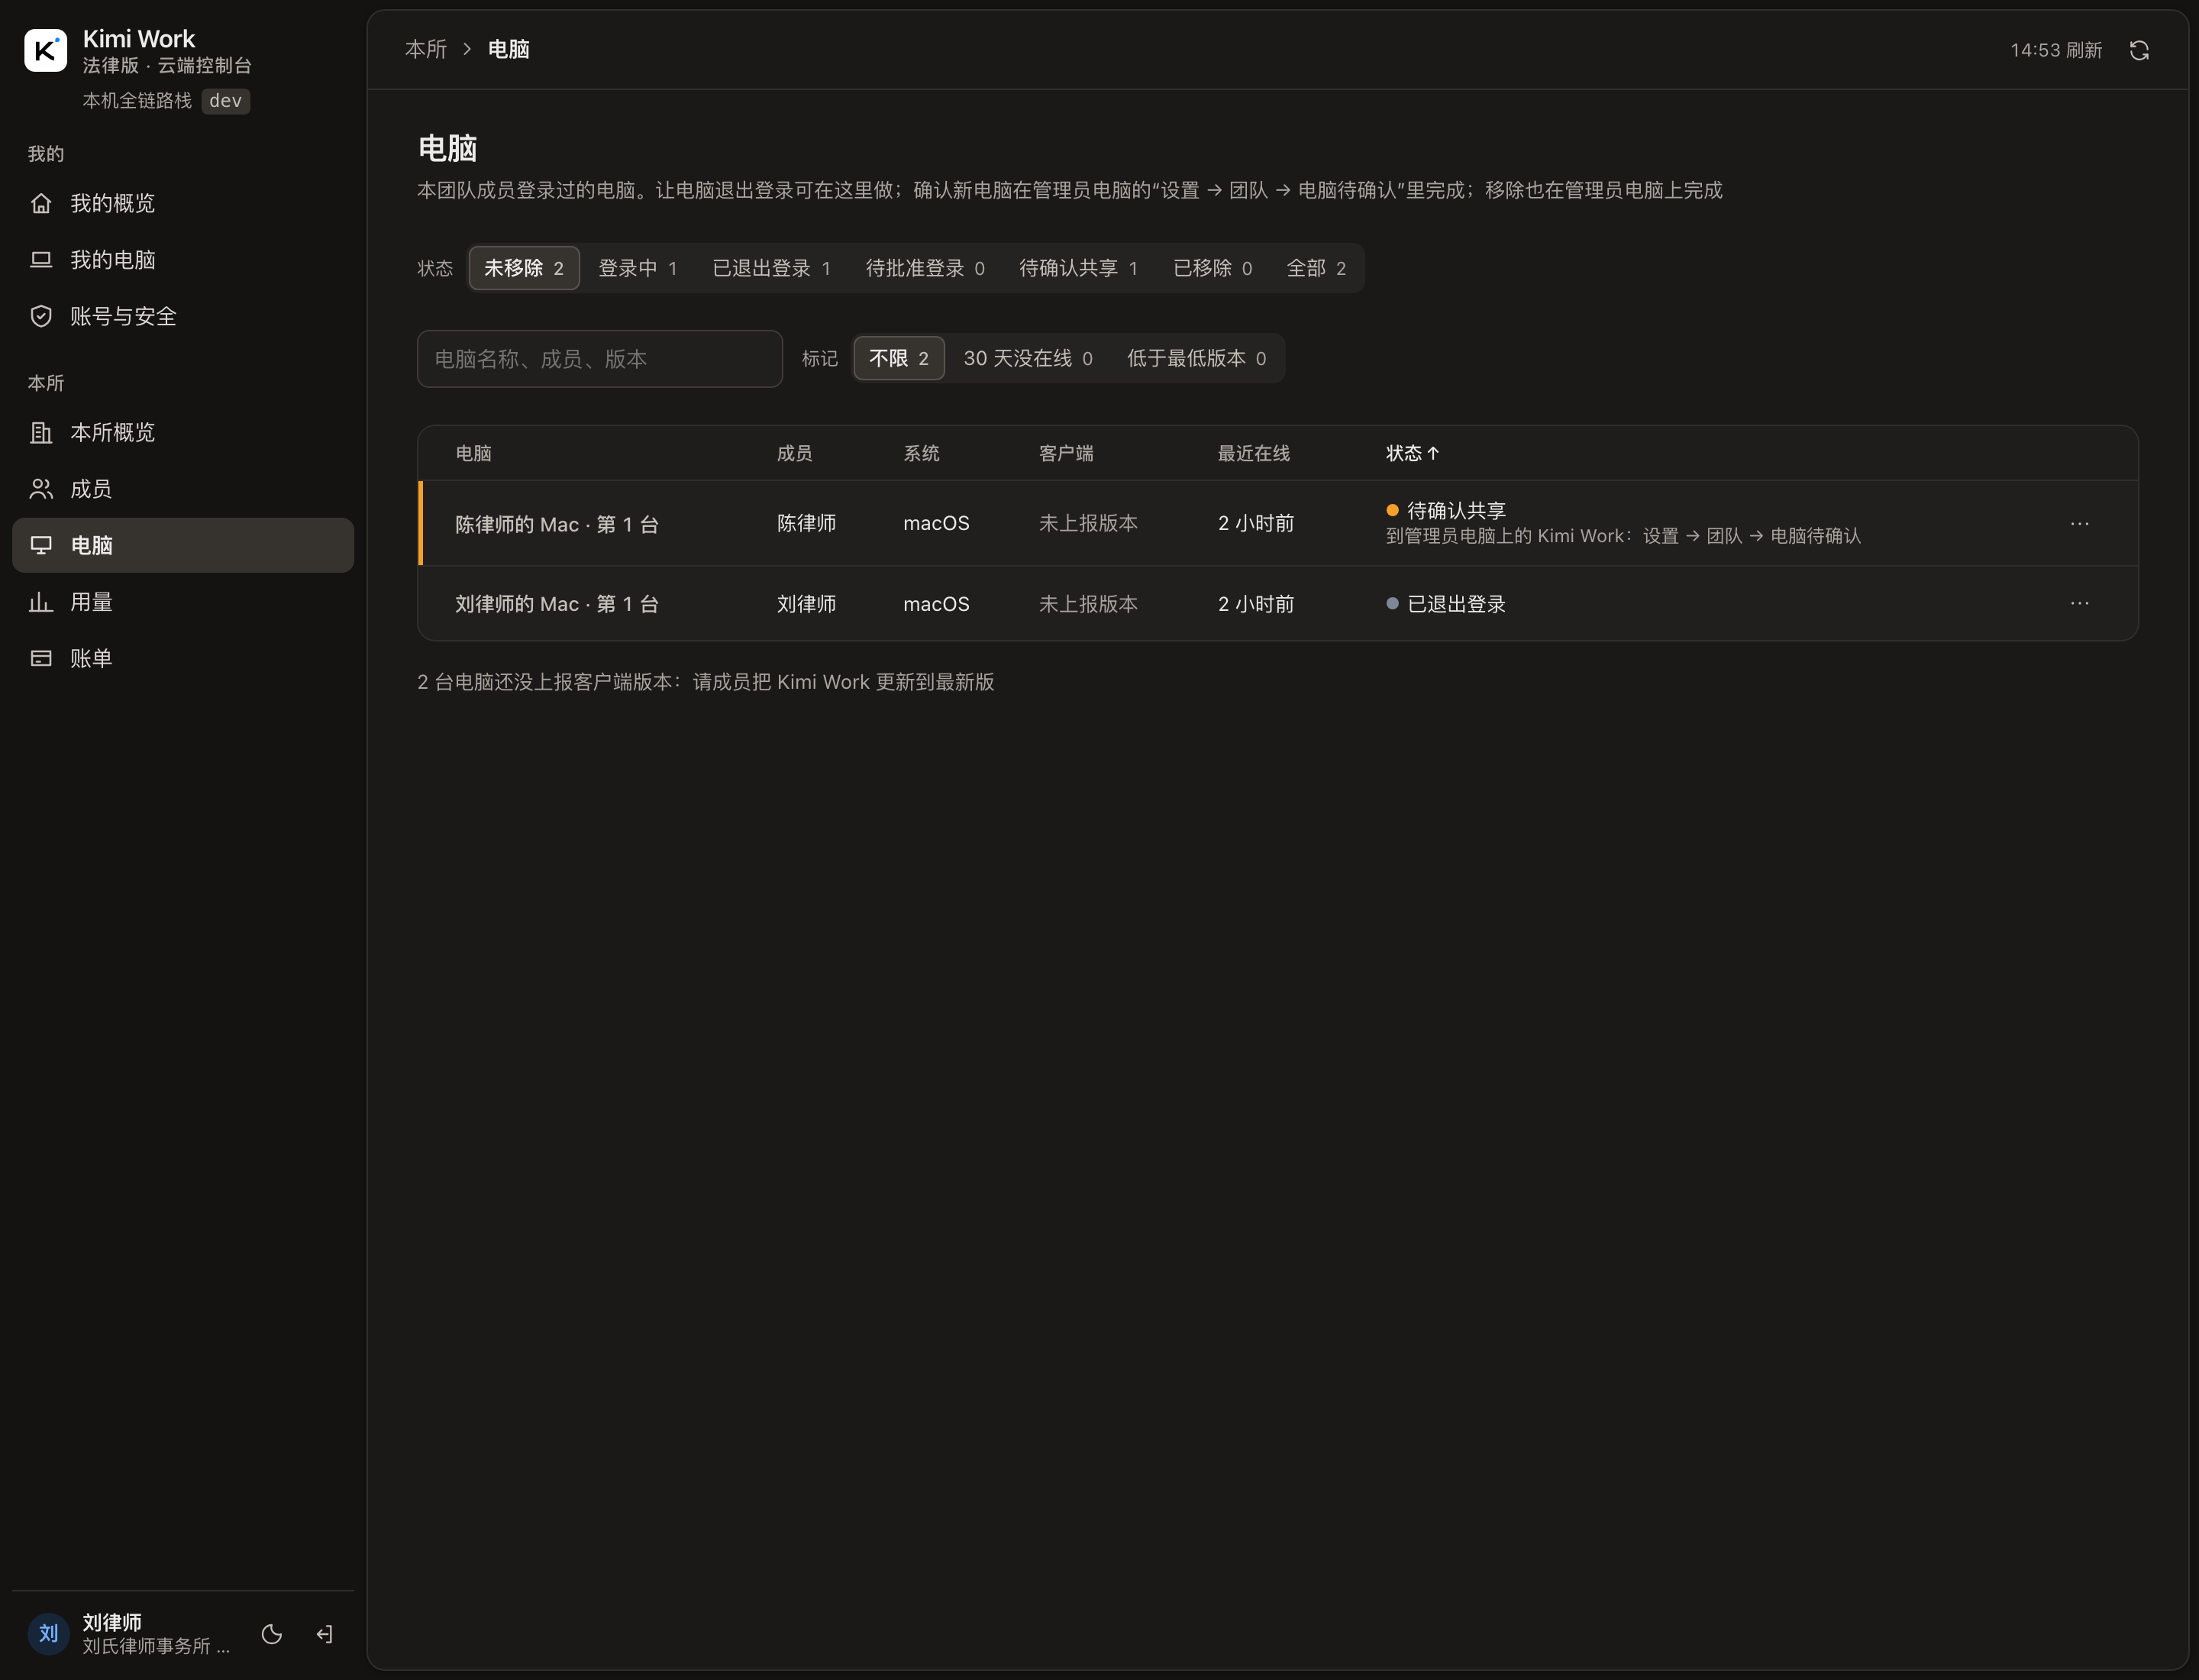 Kimi Work
法律版 · 云端控制台
本机全链路栈 dev
我的
我的概览
我的电脑
账号与安全
本所
本所概览
成员
电脑
用量
账单
刘
刘律师
刘氏律师事务所 ...
本所 > 电脑
14:53 刷新
电脑
本团队成员登录过的电脑。让电脑退出登录可在这里做；确认新电脑在管理员电脑的“设置 → 团队 → 电脑待确认”里完成；移除也在管理员电脑上完成
状态 未移除 2 登录中 1 已退出登录 1 待批准登录 0 待确认共享 1 已移除 0 全部 2
电脑名称、成员、版本 标记 不限 2 30 天没在线 0 低于最低版本 0
电脑 成员 系统 客户端 最近在线 状态 ↑
陈律师的 Mac · 第 1 台 陈律师 macOS 未上报版本 2 小时前 待确认共享
到管理员电脑上的 Kimi Work：设置 → 团队 → 电脑待确认
刘律师的 Mac · 第 1 台 刘律师 macOS 未上报版本 2 小时前 已退出登录
2 台电脑还没上报客户端版本：请成员把 Kimi Work 更新到最新版